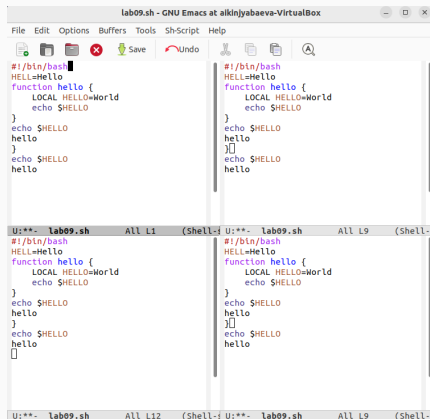 lab09.sh - GNU Emacs at aikinjyabaeva-VirtualBox
File Edit Options Buffers Tools Sh-Script Help
Save Undo
#!/bin/bash
HELL=Hello
function hello {
    LOCAL HELLO=World
    echo $HELLO
}
echo $HELLO
hello
}
echo $HELLO
hello
U:**- lab09.sh All L1 (Shell-s
#!/bin/bash
HELL=Hello
function hello {
    LOCAL HELLO=World
    echo $HELLO
}
echo $HELLO
hello
}
echo $HELLO
hello
U:**- lab09.sh All L9 (Shell-
#!/bin/bash
HELL=Hello
function hello {
    LOCAL HELLO=World
    echo $HELLO
}
echo $HELLO
hello
}
echo $HELLO
hello
U:**- lab09.sh All L12 (Shell-s
#!/bin/bash
HELL=Hello
function hello {
    LOCAL HELLO=World
    echo $HELLO
}
echo $HELLO
hello
}
echo $HELLO
hello
U:**- lab09.sh All L9 (Shell-